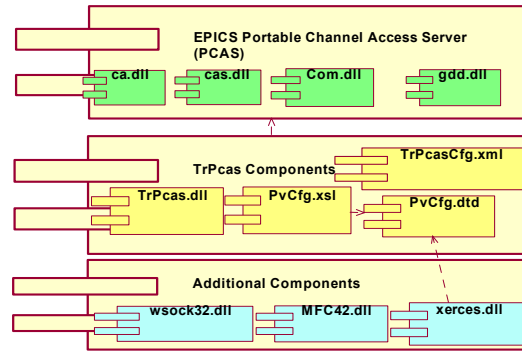 EPICS Portable Channel Access Server
(PCAS)
ca.dll
cas.dll
Com.dll
gdd.dll
TrPcas Components
TrPcasCfg.xml
TrPcas.dll
PvCfg.xsl
PvCfg.dtd
Additional Components
wsock32.dll
MFC42.dll
xerces.dll